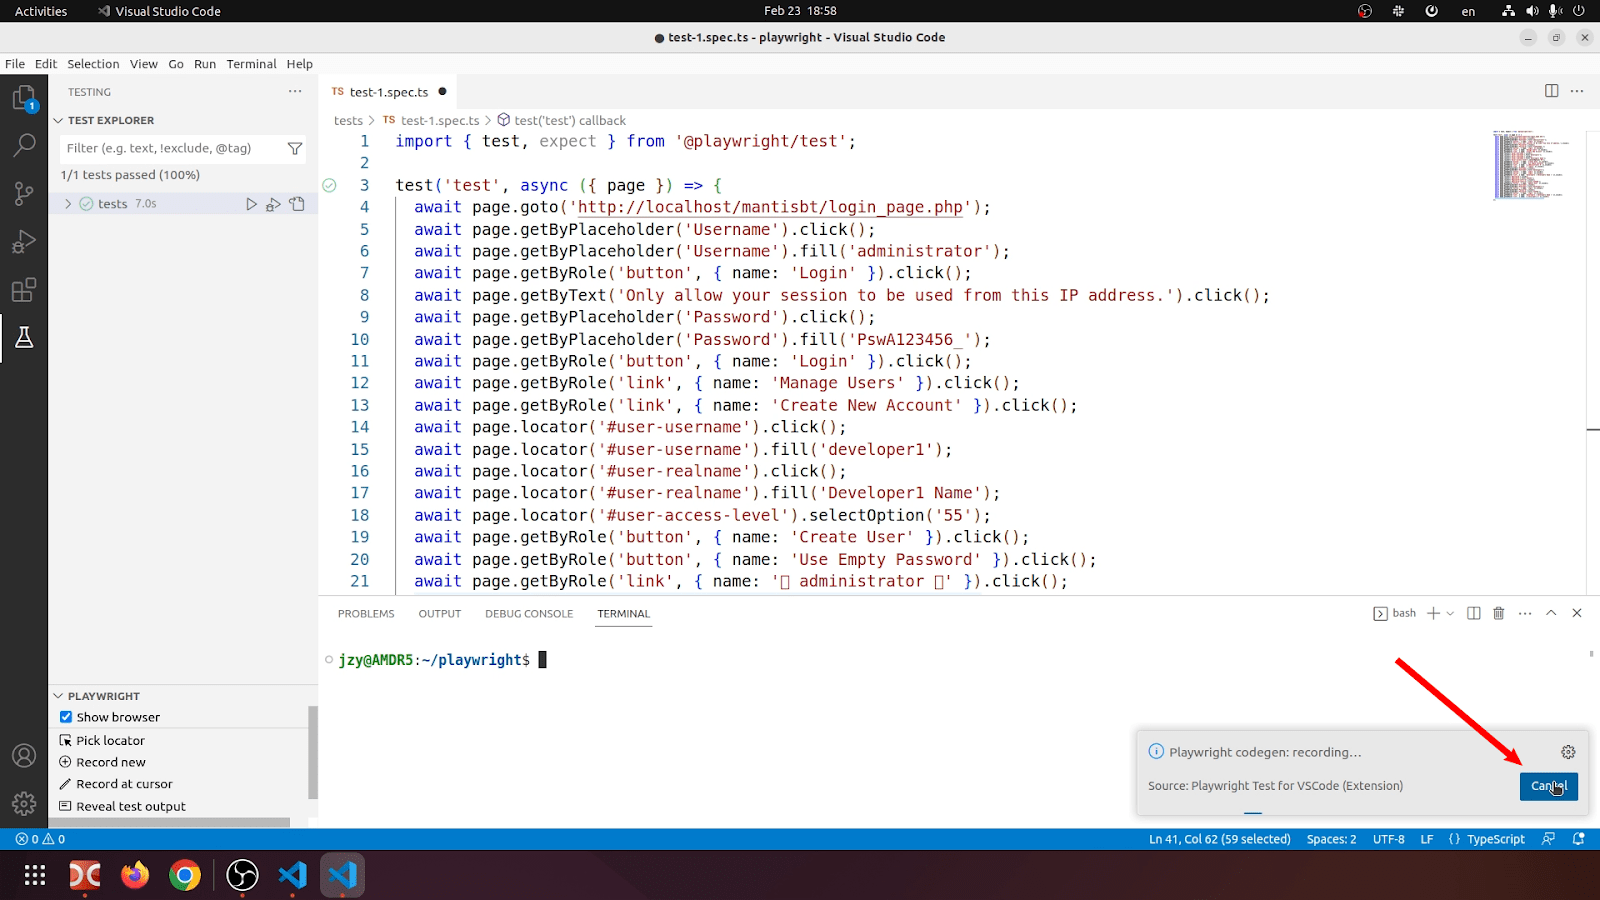 Activities
Visual Studio Code
Feb 23 18:58
en
test-1.spec.ts - playwright - Visual Studio Code
File Edit Selection View Go Run Terminal Help
TESTING
TS test-1.spec.ts
1
TEST EXPLORER
tests > TS test-1.spec.ts > test('test') callback
Filter (e.g. text, !exclude, @tag)
1/1 tests passed (100%)
tests 7.0s
1 import { test, expect } from '@playwright/test';
2
3 test('test', async ({ page }) => {
4 await page.goto('http://localhost/mantisbt/login_page.php');
5 await page.getByPlaceholder('Username').click();
6 await page.getByPlaceholder('Username').fill('administrator');
7 await page.getByRole('button', { name: 'Login' }).click();
8 await page.getByText('Only allow your session to be used from this IP address.').click();
9 await page.getByPlaceholder('Password').click();
10 await page.getByPlaceholder('Password').fill('PswA123456_');
11 await page.getByRole('button', { name: 'Login' }).click();
12 await page.getByRole('link', { name: 'Manage Users' }).click();
13 await page.getByRole('link', { name: 'Create New Account' }).click();
14 await page.locator('#user-username').click();
15 await page.locator('#user-username').fill('developer1');
16 await page.locator('#user-realname').click();
17 await page.locator('#user-realname').fill('Developer1 Name');
18 await page.locator('#user-access-level').selectOption('55');
19 await page.getByRole('button', { name: 'Create User' }).click();
20 await page.getByRole('button', { name: 'Use Empty Password' }).click();
21 await page.getByRole('link', { name: ' administrator ' }).click();
PROBLEMS OUTPUT DEBUG CONSOLE TERMINAL
bash
jzy@AMDR5:~/playwright$
PLAYWRIGHT
Show browser
Pick locator
Record new
Record at cursor
Reveal test output
Playwright codegen: recording...
Source: Playwright Test for VSCode (Extension)
Cancel
0 0
Ln 41, Col 62 (59 selected) Spaces: 2 UTF-8 LF {} TypeScript